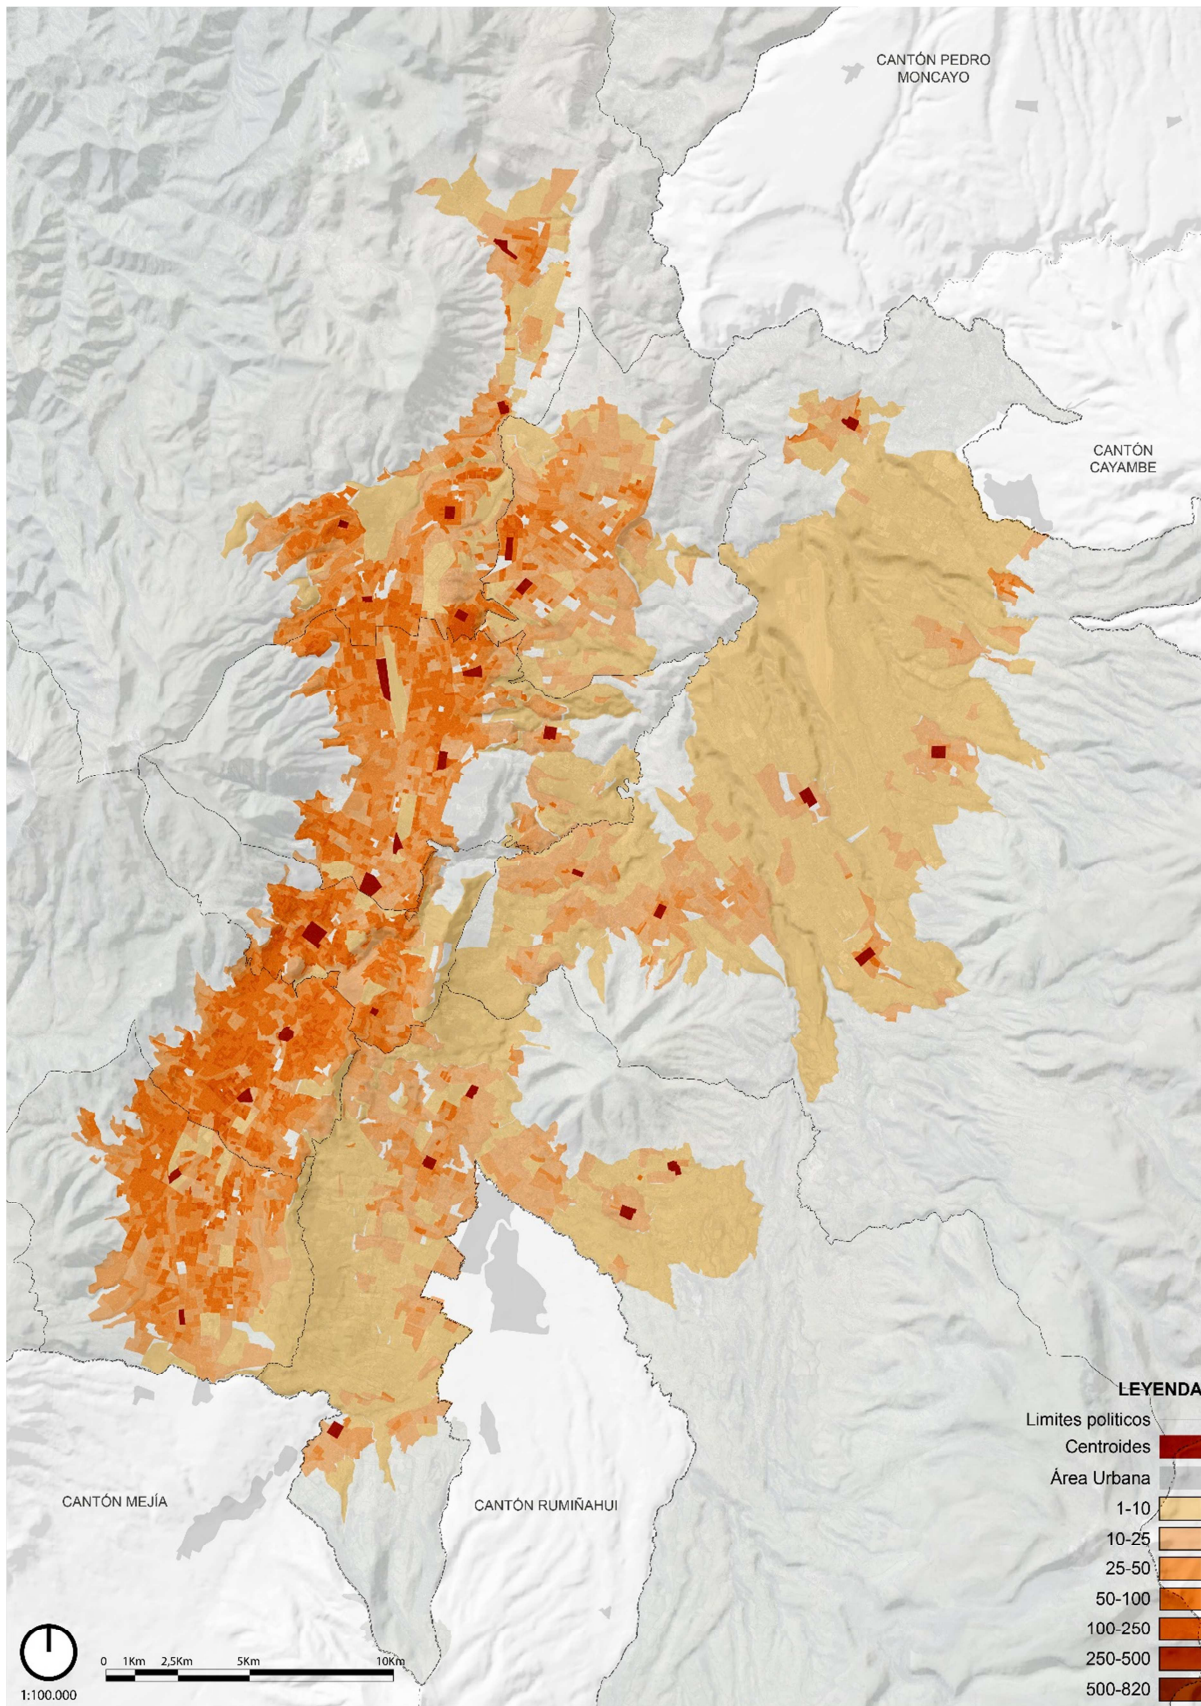 CANTÓN PEDRO
MONCAYO
CANTÓN
CAYAMBE
LEYENDA
Limites politicos
Centroides
Área Urbana
1-10
10-25
25-50
50-100
100-250
250-500
500-820
CANTÓN MEJÍA
CANTÓN RUMIÑAHUI
0 1Km 2,5Km 5Km 10Km
1:100.000